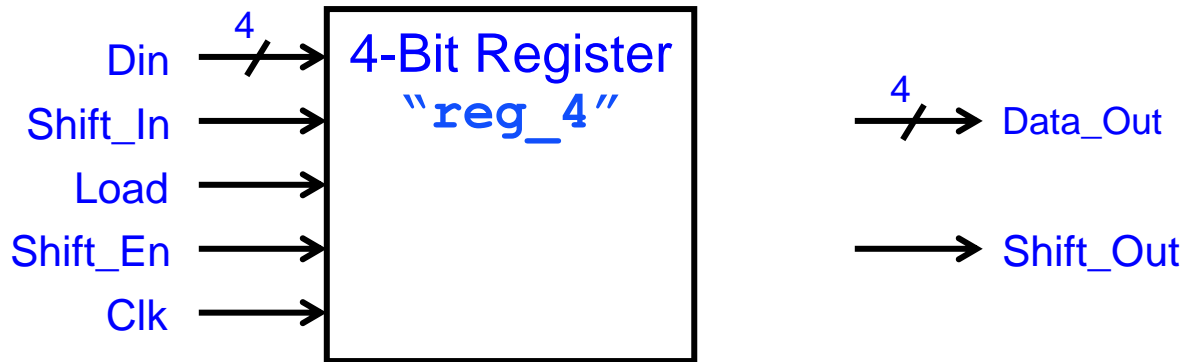 4
Din
4-Bit Register
"reg_4"
Shift_In
4
Data_Out
Load
Shift_En
Shift_Out
Clk